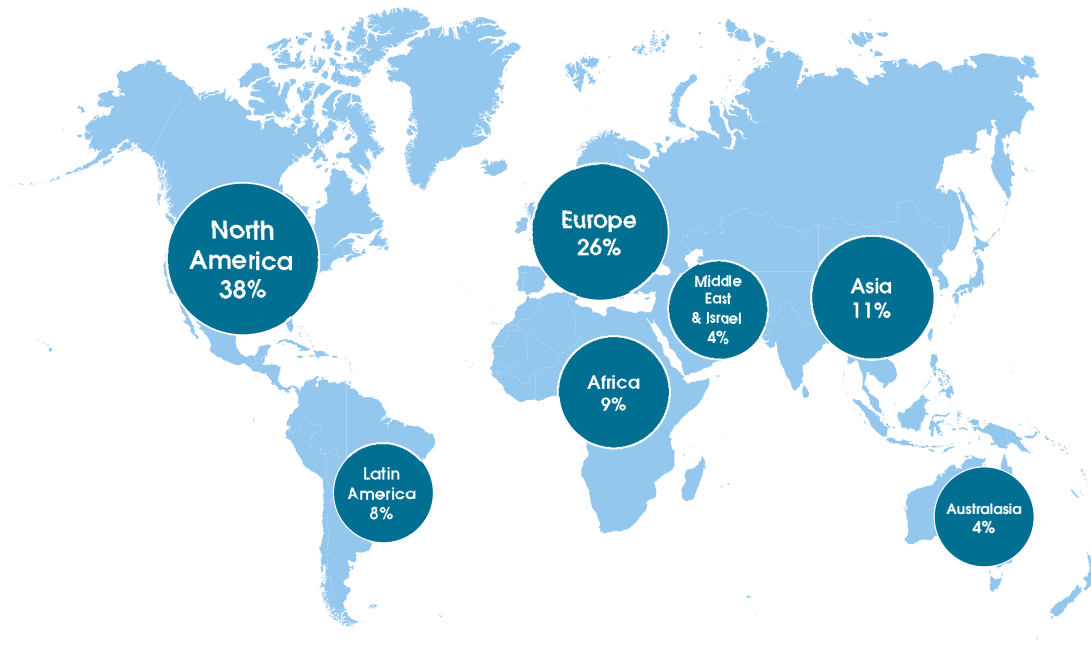 North
America
38%
Europe
26%
Middle
East
& Israel
4%
Asia
11%
Africa
9%
Latin
America
8%
Australasia
4%